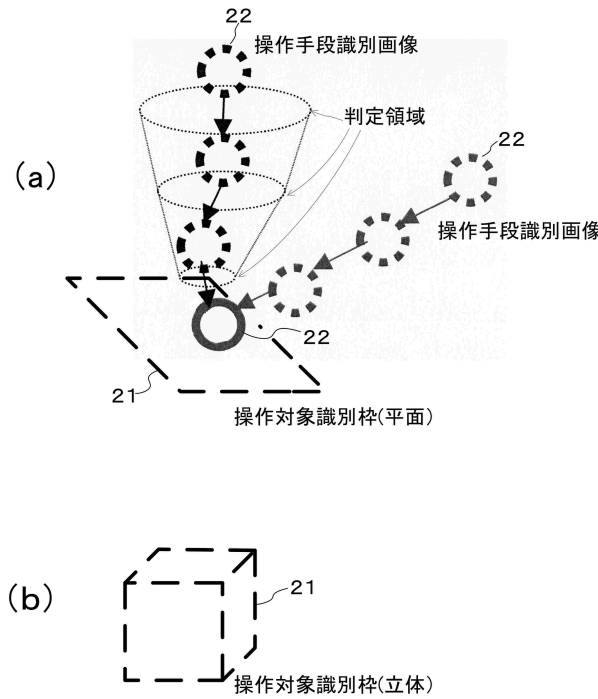 22
操作手段識別画像
判定領域
22
(a)
操作手段識別画像
22
21
操作対象識別枠(平面)
(b)
21
操作対象識別枠(立体)